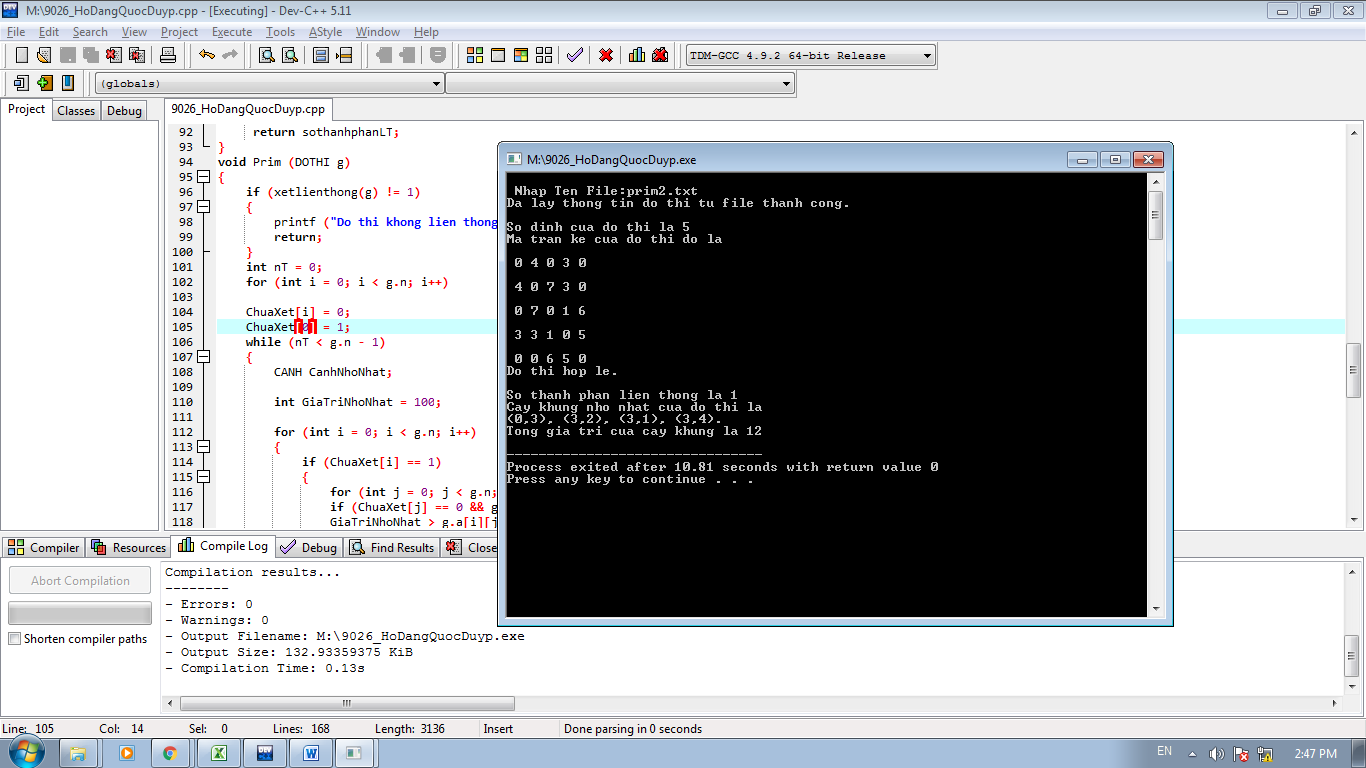 M:\9026_HoDangQuocDuyp.cpp - [Executing] - Dev-C++ 5.11
File Edit Search View Project Execute Tools AStyle Window Help
TDM-GCC 4.9.2 64-bit Release
(globals)
Project Classes Debug
9026_HoDangQuocDuyp.cpp
92 return sothanhphanLT;
93 }
94 void Prim (DOTHI g)
95 {
96 if (xetlienthong(g) != 1)
97 {
98 printf ("Do thi khong lien thong
99 return;
100 }
101 int nT = 0;
102 for (int i = 0; i < g.n; i++)
103
104 ChuaXet[i] = 0;
105 ChuaXet[0] = 1;
106 while (nT < g.n - 1)
107 {
108 CANH CanhNhoNhat;
109
110 int GiaTriNhoNhat = 100;
111
112 for (int i = 0; i < g.n; i++)
113 {
114 if (ChuaXet[i] == 1)
115 {
116 for (int j = 0; j < g.n;
117 if (ChuaXet[j] == 0 && g
118 GiaTriNhoNhat > g.a[i][j
M:\9026_HoDangQuocDuyp.exe
Nhap Ten File:prim2.txt
Da lay thong tin do thi tu file thanh cong.
So dinh cua do thi la 5
Ma tran ke cua do thi do la
0 4 0 3 0
4 0 7 3 0
0 7 0 1 6
3 3 1 0 5
0 0 6 5 0
Do thi hop le.
So thanh phan lien thong la 1
Cay khung nho nhat cua do thi la
(0,3), (3,2), (3,1), (3,4).
Tong gia tri cua cay khung la 12
--------------------------------
Process exited after 10.81 seconds with return value 0
Press any key to continue . . .
Compiler Resources Compile Log Debug Find Results Close
Abort Compilation
Shorten compiler paths
Compilation results...
--------
- Errors: 0
- Warnings: 0
- Output Filename: M:\9026_HoDangQuocDuyp.exe
- Output Size: 132.93359375 KiB
- Compilation Time: 0.13s
Line: 105 Col: 14 Sel: 0 Lines: 168 Length: 3136 Insert Done parsing in 0 seconds
EN 2:47 PM